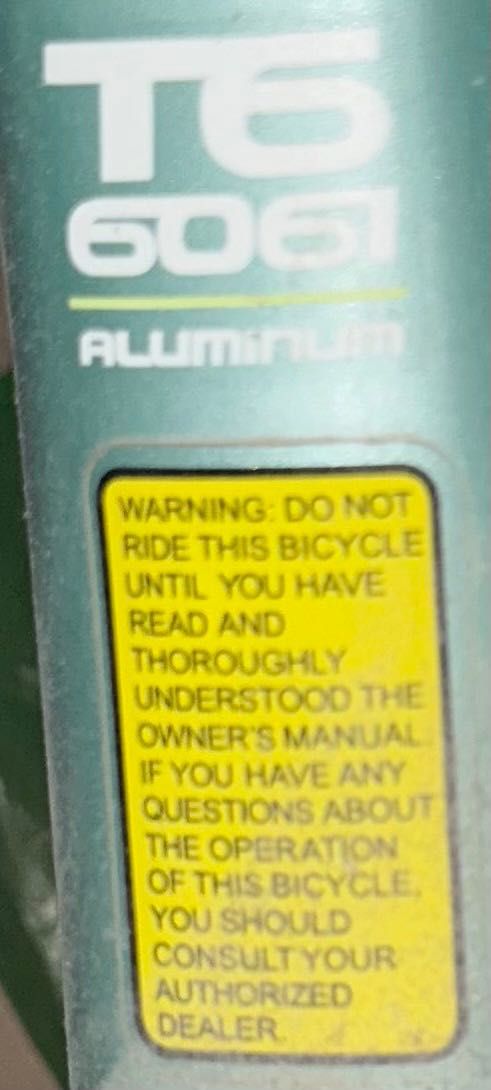 T6
6061
ALUMINUM
WARNING: DO NOT
RIDE THIS BICYCLE
UNTIL YOU HAVE
READ AND
THOROUGHLY
UNDERSTOOD THE
OWNER'S MANUAL.
IF YOU HAVE ANY
QUESTIONS ABOUT
THE OPERATION
OF THIS BICYCLE,
YOU SHOULD
CONSULT YOUR
AUTHORIZED
DEALER.